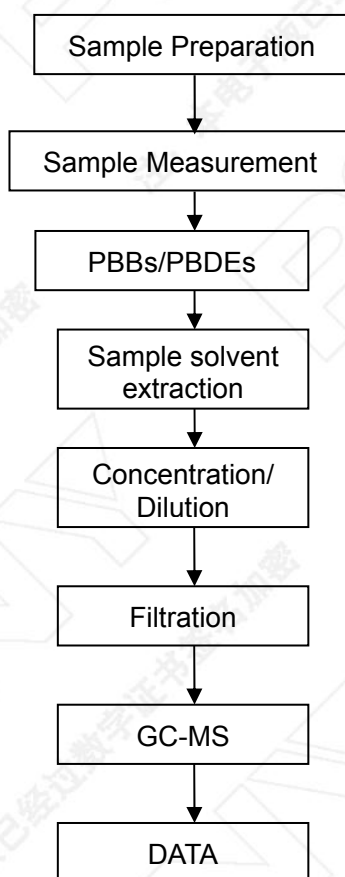 Sample Preparation
Sample Measurement
PBBs/PBDEs
Sample solvent
extraction
Concentration/
Dilution
Filtration
GC-MS
DATA